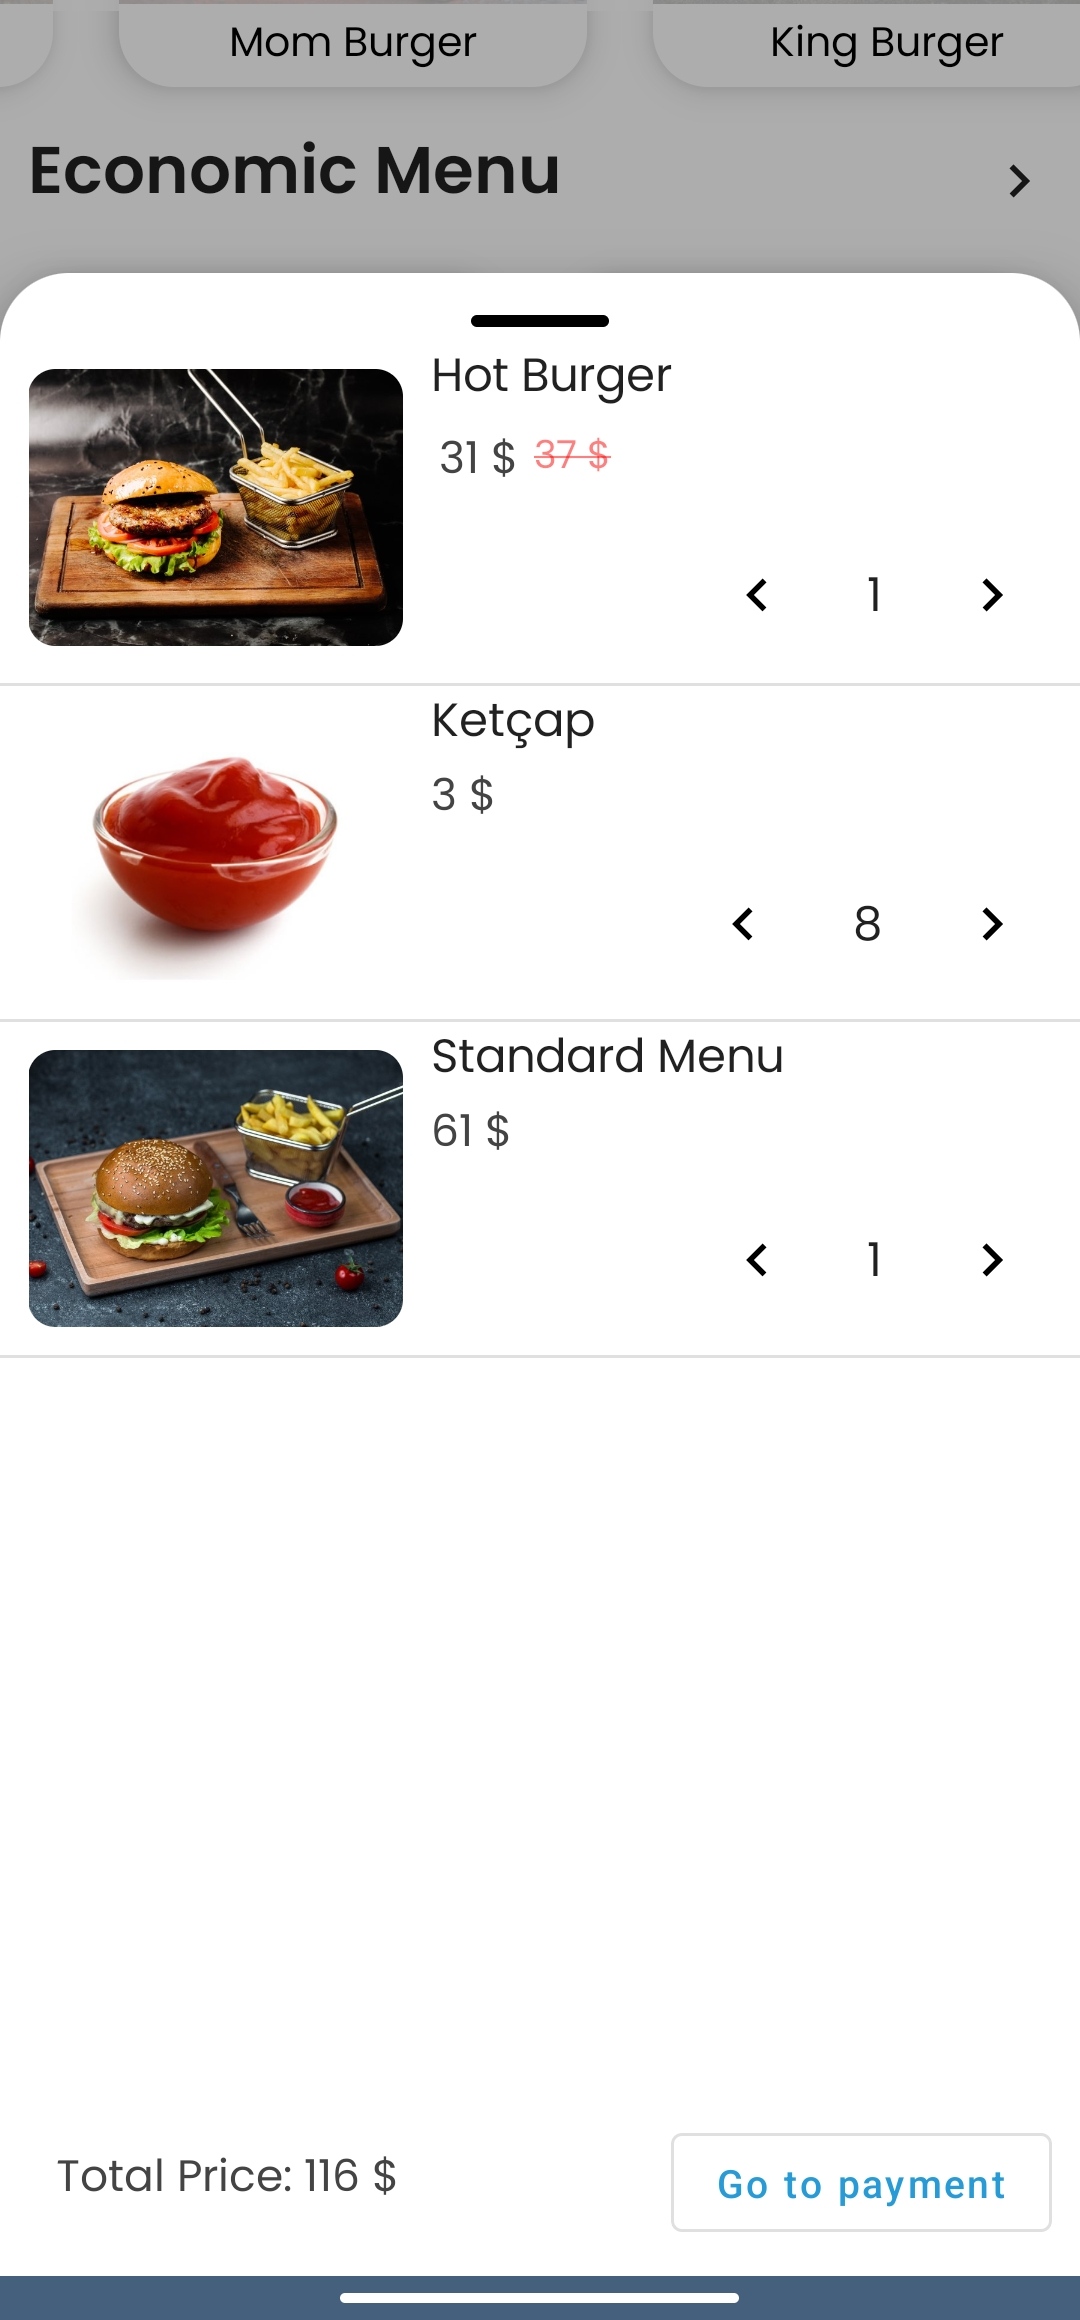 Mom Burger
King Burger
Economic Menu
Hot Burger
31 $ 37 $
1
Ketçap
3 $
8
Standard Menu
61 $
1
Total Price: 116 $
Go to payment